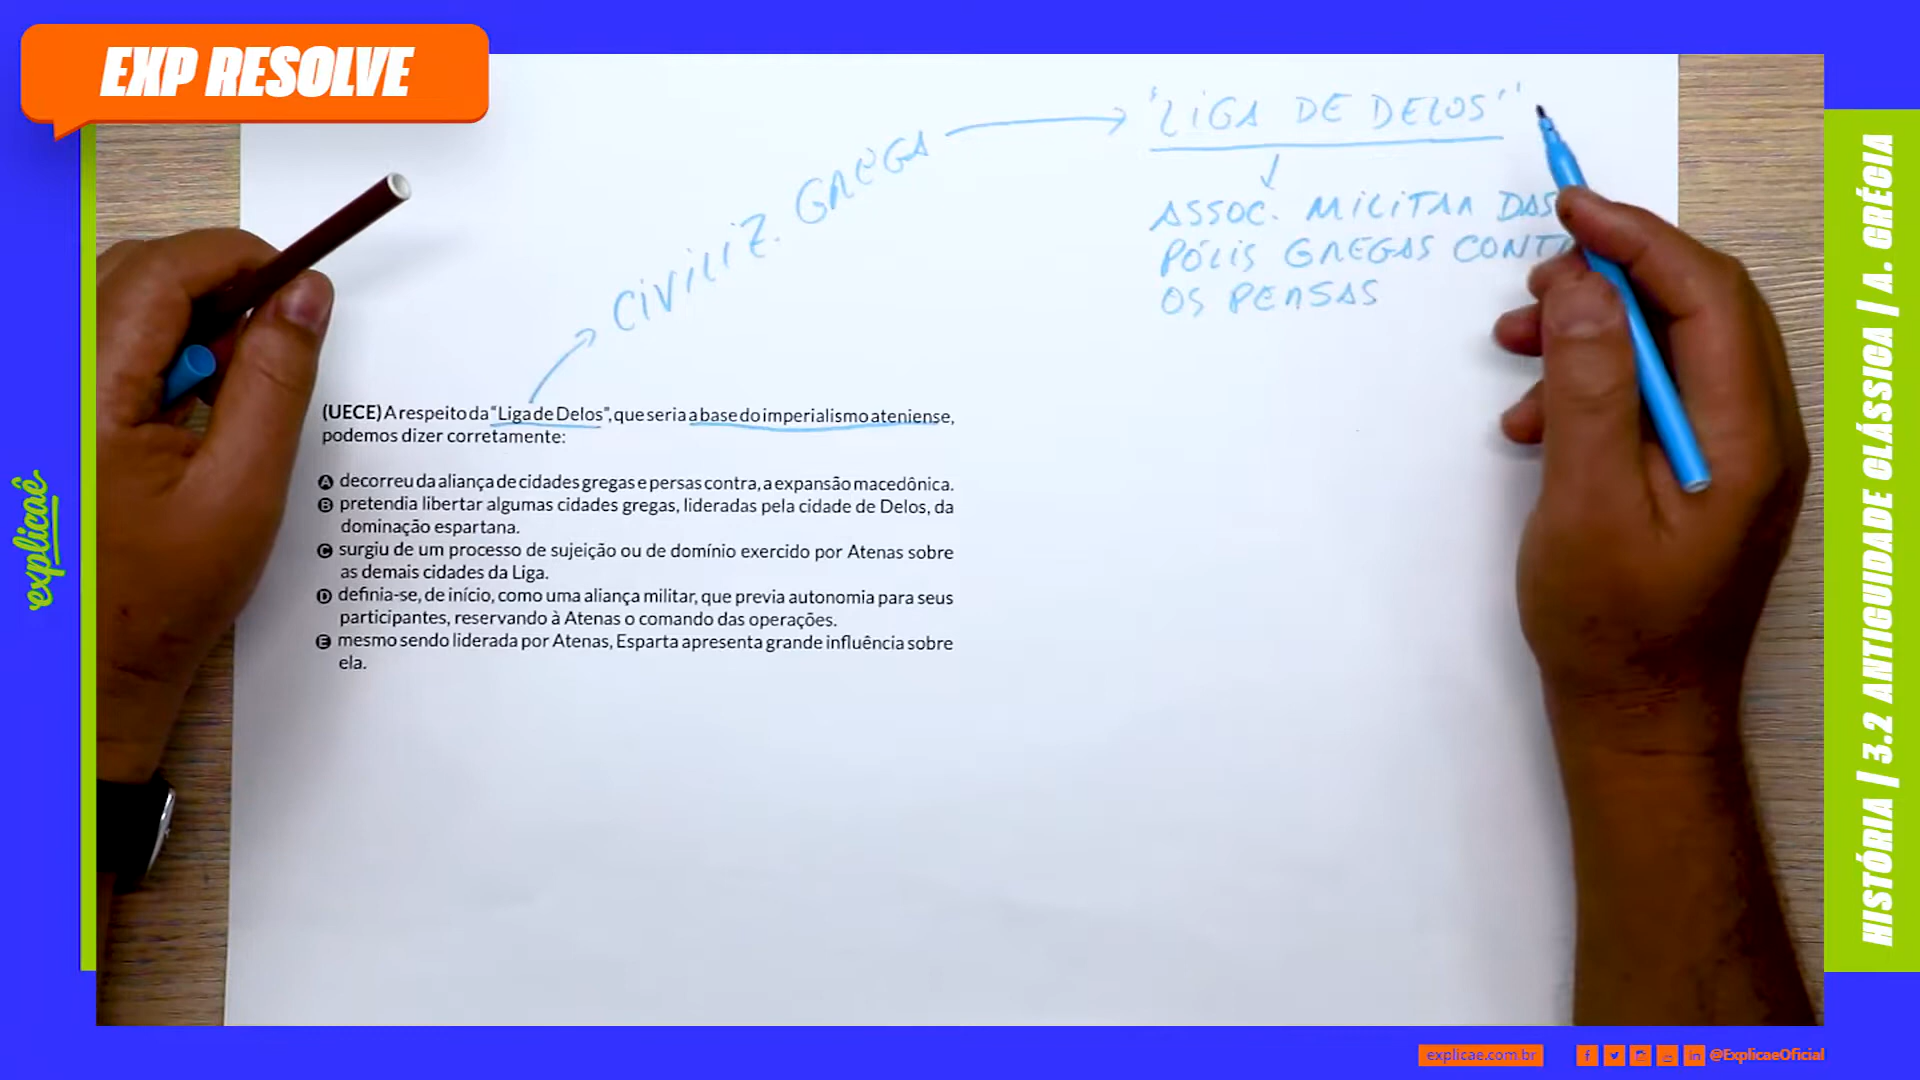 EXP RESOLVE
"LIGA DE DELOS"
CIVILIZ. GREGA
ASSOC. MILITAR DAS
PÓLIS GREGAS CONT
OS PERSAS
(UECE) A respeito da “Liga de Delos”, que seria a base do imperialismo ateniense,
podemos dizer corretamente:
A decorreu da aliança de cidades gregas e persas contra, a expansão macedônica.
B pretendia libertar algumas cidades gregas, lideradas pela cidade de Delos, da
dominação espartana.
C surgiu de um processo de sujeição ou de domínio exercido por Atenas sobre
as demais cidades da Liga.
D definia-se, de início, como uma aliança militar, que previa autonomia para seus
participantes, reservando à Atenas o comando das operações.
E mesmo sendo liderada por Atenas, Esparta apresenta grande influência sobre
ela.
explicaê
HISTÓRIA | 3.2 ANTIGUIDADE CLÁSSICA | A. GRÉCIA
explicae.com.br
@ExplicaeOficial